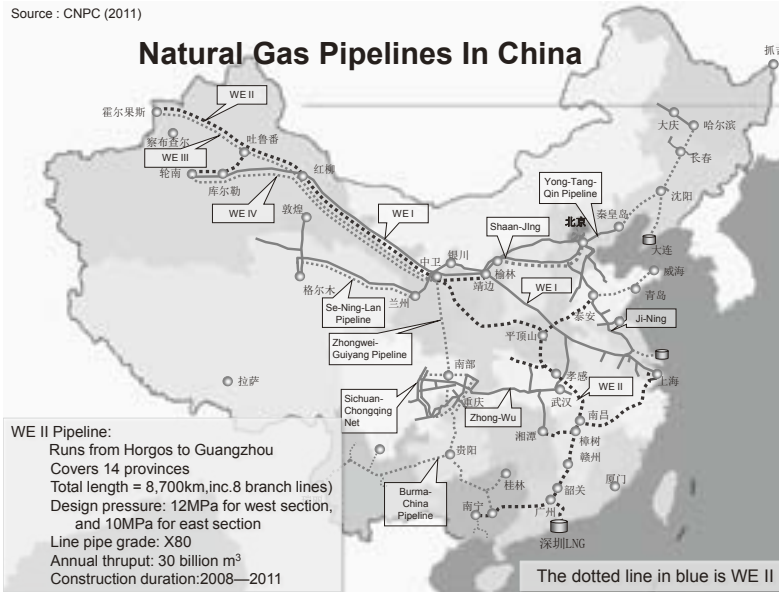 Source : CNPC (2011)
Natural Gas Pipelines In China
WE II
霍尔果斯
察布查尔
吐鲁番
WE III
轮南
库尔勒
红柳
WE IV
敦煌
WE I
Yong-Tang-
Qin Pipeline
大庆
哈尔滨
长春
沈阳
北京
秦皇岛
大连
Shaan-JIng
银川
中卫
榆林
靖边
WE I
威海
青岛
格尔木
兰州
Se-Ning-Lan
Pipeline
泰安
Ji-Ning
Zhongwei-
Guiyang Pipeline
平顶山
拉萨
南部
孝感
WE II
上海
Sichuan-
Chongqing
Net
重庆
武汉
Zhong-Wu
南昌
湘潭
樟树
赣州
贵阳
桂林
韶关
厦门
Burma-
China
Pipeline
南宁
广州
深圳LNG
WE II Pipeline:
Runs from Horgos to Guangzhou
Covers 14 provinces
Total length = 8,700km,inc.8 branch lines)
Design pressure: 12MPa for west section,
and 10MPa for east section
Line pipe grade: X80
Annual thruput: 30 billion m³
Construction duration:2008—2011
The dotted line in blue is WE II